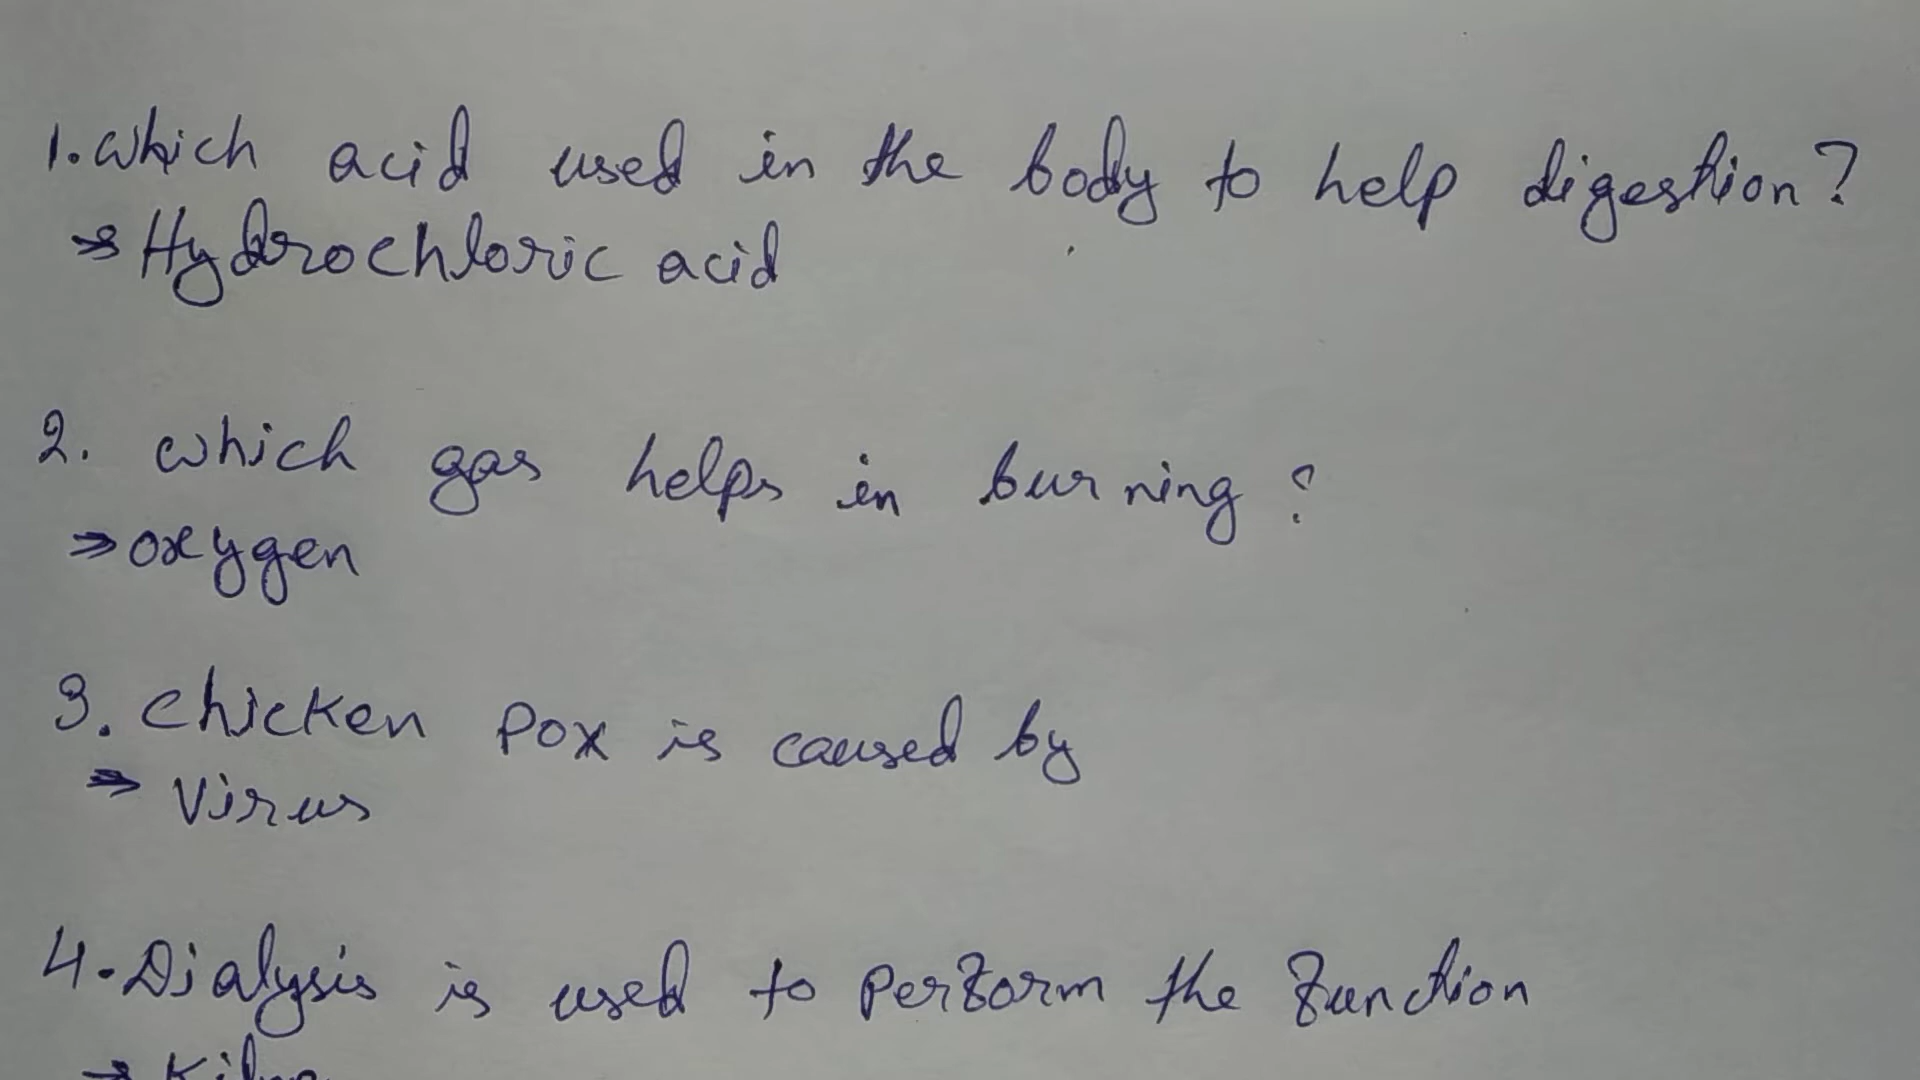 1. Which acid used in the body to help digestion?
→ Hydrochloric acid
2. which gas helps in burning?
⇒ oxygen
3. chicken pox is caused by
⇒ Virus
4. Dialysis is used to perform the function